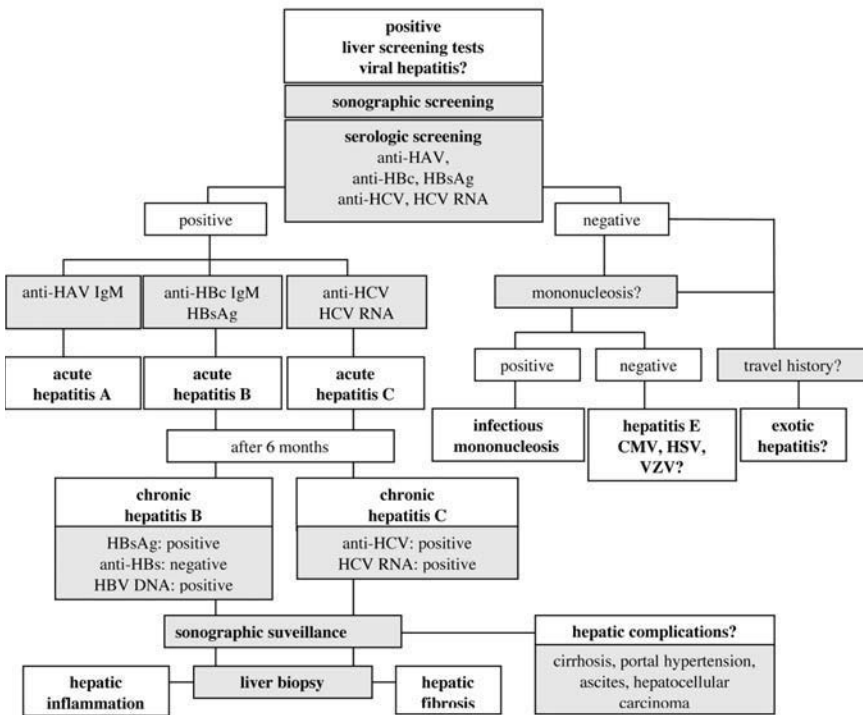 positive
liver screening tests
viral hepatitis?
sonographic screening
serologic screening
anti-HAV,
anti-HBc, HBsAg
anti-HCV, HCV RNA
positive
negative
anti-HAV IgM
anti-HBc IgM
HBsAg
anti-HCV
HCV RNA
mononucleosis?
acute
hepatitis A
acute
hepatitis B
acute
hepatitis C
positive
negative
travel history?
infectious
mononucleosis
hepatitis E
CMV, HSV,
VZV?
exotic
hepatitis?
after 6 months
chronic
hepatitis B
HBsAg: positive
anti-HBs: negative
HBV DNA: positive
chronic
hepatitis C
anti-HCV: positive
HCV RNA: positive
sonographic suveillance
hepatic complications?
cirrhosis, portal hypertension,
ascites, hepatocellular
carcinoma
hepatic
inflammation
liver biopsy
hepatic
fibrosis